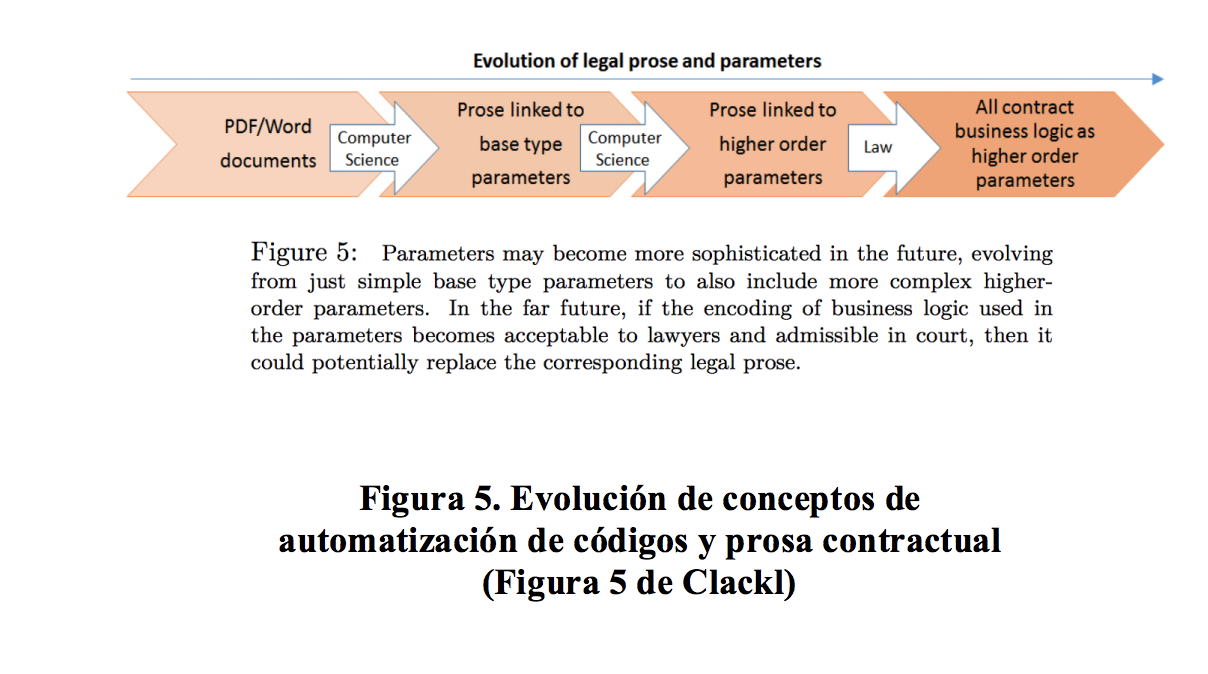 Evolution of legal prose and parameters
PDF/Word
documents
Computer
Science
Prose linked to
base type
parameters
Computer
Science
Prose linked to
higher order
parameters
Law
All contract
business logic as
higher order
parameters
Figure 5: Parameters may become more sophisticated in the future, evolving
from just simple base type parameters to also include more complex higher-
order parameters. In the far future, if the encoding of business logic used in
the parameters becomes acceptable to lawyers and admissible in court, then it
could potentially replace the corresponding legal prose.
Figura 5. Evolución de conceptos de
automatización de códigos y prosa contractual
(Figura 5 de Clackl)